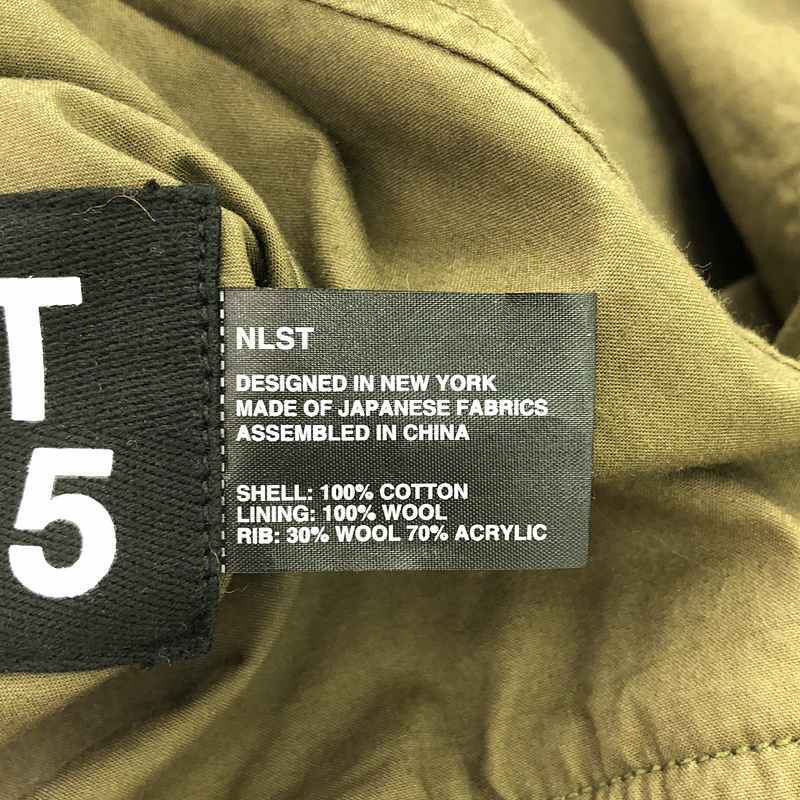 T
5
NLST
DESIGNED IN NEW YORK
MADE OF JAPANESE FABRICS
ASSEMBLED IN CHINA
SHELL: 100% COTTON
LINING: 100% WOOL
RIB: 30% WOOL 70% ACRYLIC